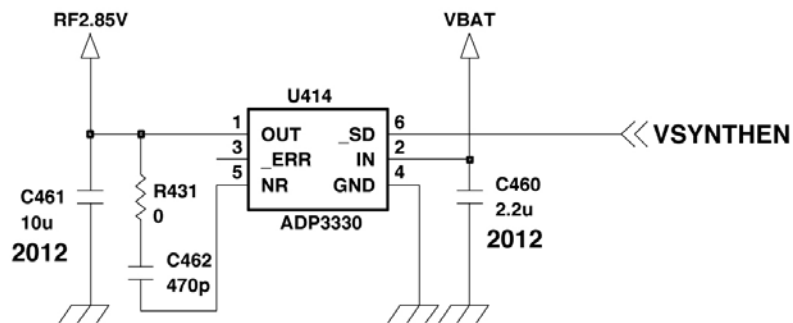 RF2.85V
VBAT
U414
1 OUT _SD 6
VSYNTHEN
3 _ERR IN 2
5 NR GND 4
ADP3330
C461
10u
2012
R431
0
C462
470p
C460
2.2u
2012